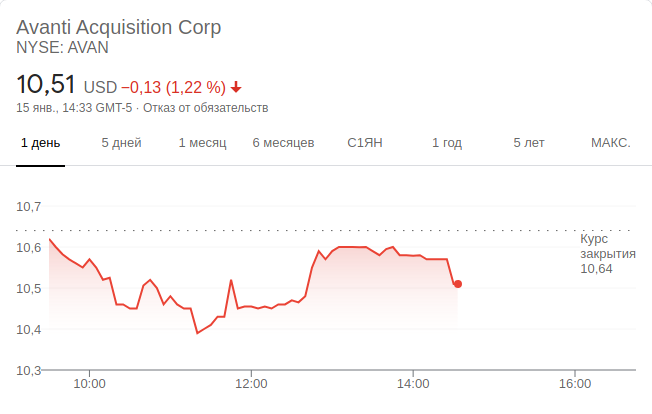 Avanti Acquisition Corp
NYSE: AVAN
10,51 USD −0,13 (1,22 %)
15 янв., 14:33 GMT-5 · Отказ от обязательств
1 день 5 дней 1 месяц 6 месяцев С1ЯН 1 год 5 лет МАКС.
10,7
10,6
10,5
10,4
10,3
Курс
закрытия
10,64
10:00 12:00 14:00 16:00